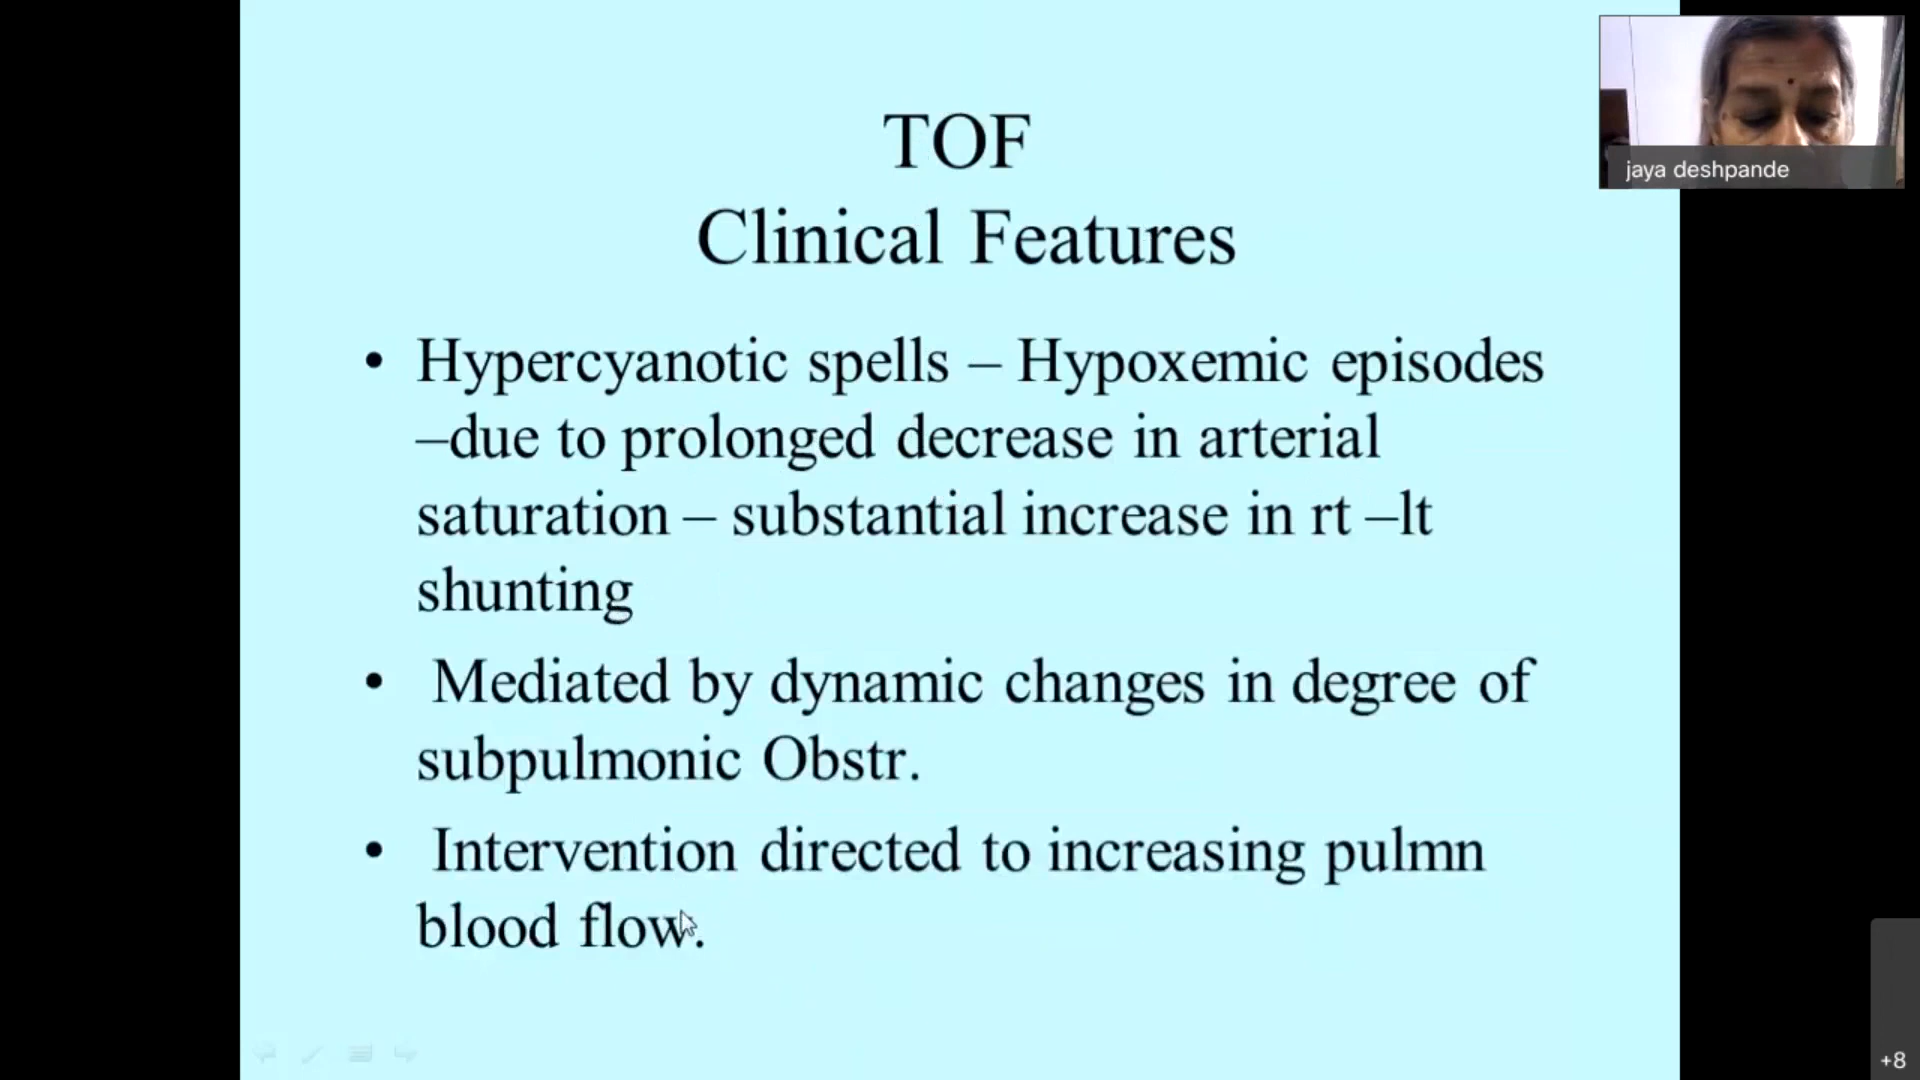 TOF
Clinical Features
• Hypercyanotic spells – Hypoxemic episodes
–due to prolonged decrease in arterial
saturation – substantial increase in rt –lt
shunting
• Mediated by dynamic changes in degree of
subpulmonic Obstr.
• Intervention directed to increasing pulmn
blood flow.
jaya deshpande
+8